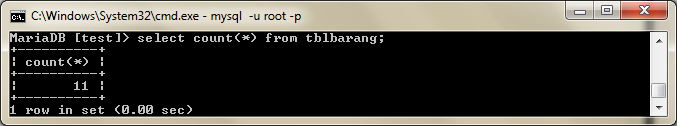 C:\Windows\System32\cmd.exe - mysql -u root -p
MariaDB [test]> select count(*) from tblbarang;
+----------+
| count(*) |
+----------+
|       11 |
+----------+
1 row in set (0.00 sec)